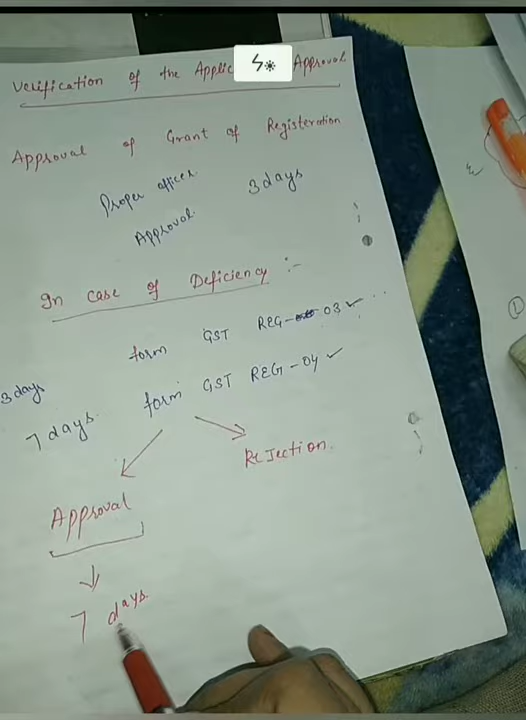 Verification of the Applic Approval
Approval of Grant of Registeration
Proper officer 3 days
Approval.
In Case of Deficiency :-
form GST REG- 03 ✓
3 days
7 days. form GST REG - 04 ✓
Rejection.
Approval
7 days
1